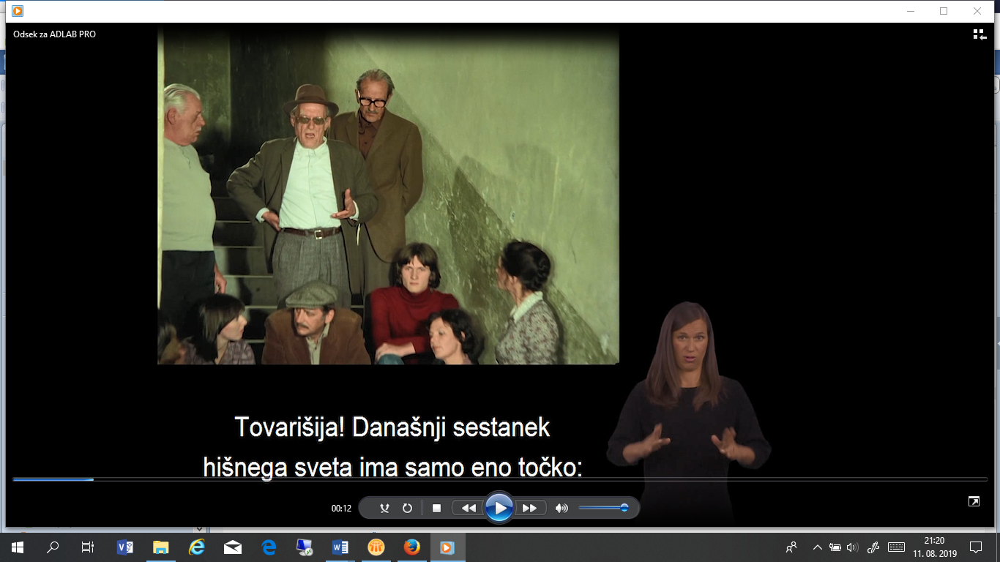 Odsek za ADLAB PRO
Tovarišija! Današnji sestanek
hišnega sveta ima samo eno točko:
00:12
21:20
11. 08. 2019